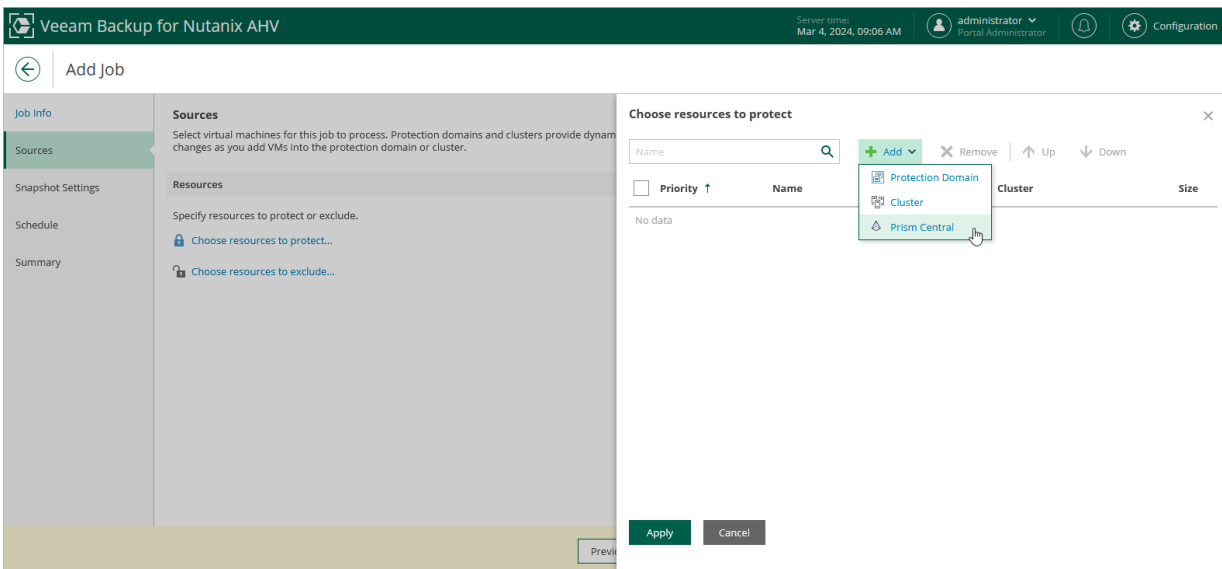 Veeam Backup for Nutanix AHV
Server time:
Mar 4, 2024, 09:06 AM
administrator
Portal Administrator
Configuration
Add Job
Job Info
Sources
Snapshot Settings
Schedule
Summary
Sources
Select virtual machines for this job to process. Protection domains and clusters provide dynam
changes as you add VMs into the protection domain or cluster.
Resources
Specify resources to protect or exclude.
Choose resources to protect...
Choose resources to exclude...
Previ
Choose resources to protect
Name
Add
Remove
Up
Down
Priority
Name
Cluster
Size
Protection Domain
Cluster
Prism Central
No data
Apply
Cancel